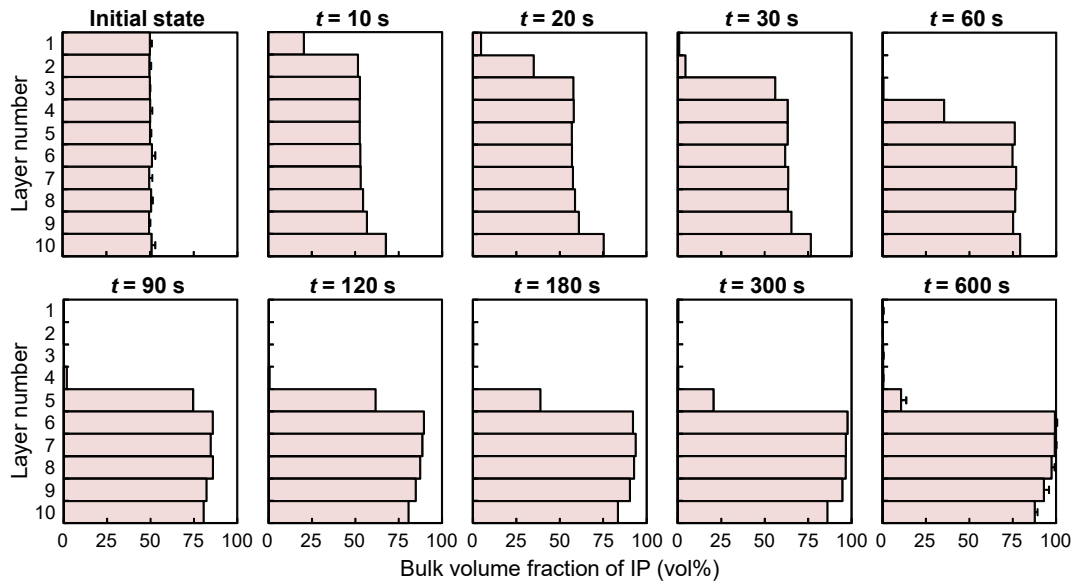 Initial state
t = 10 s
t = 20 s
t = 30 s
t = 60 s
Layer number
1
2
3
4
5
6
7
8
9
10
t = 90 s
t = 120 s
t = 180 s
t = 300 s
t = 600 s
Layer number
1
2
3
4
5
6
7
8
9
10
0 25 50 75 100
0 25 50 75 100
0 25 50 75 100
0 25 50 75 100
0 25 50 75 100
Bulk volume fraction of IP (vol%)